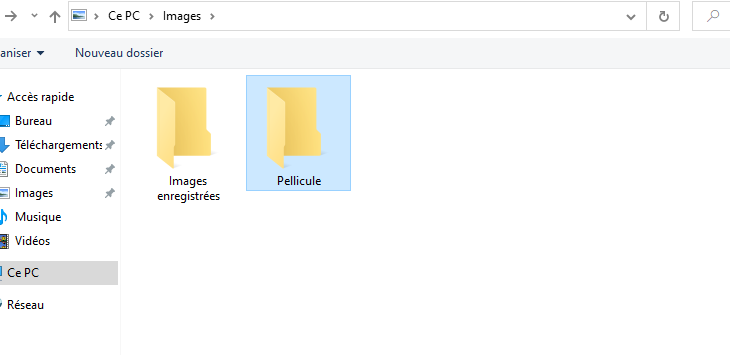 Ce PC > Images >
aniser Nouveau dossier
Accès rapide
Bureau
Téléchargements
Documents
Images
Musique
Vidéos
Ce PC
Réseau
Images
enregistrées
Pellicule